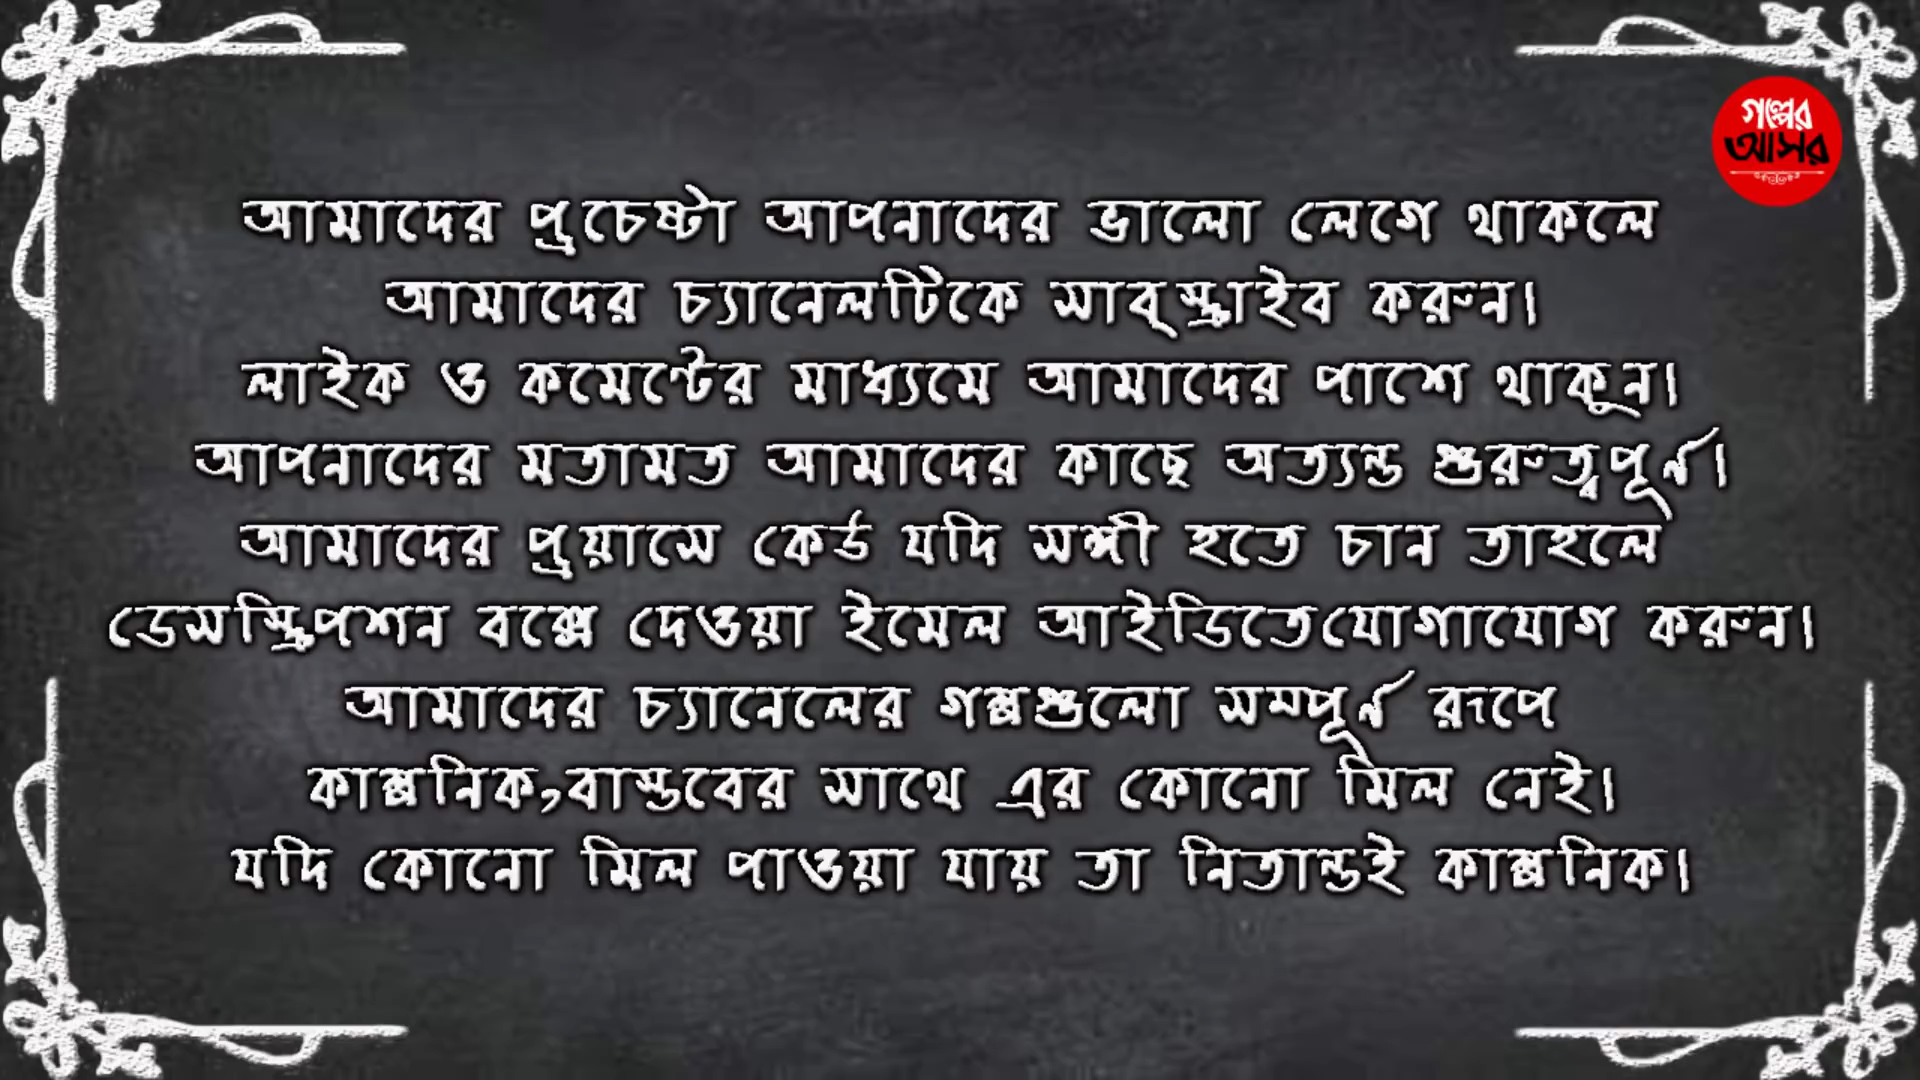 গল্পের
আসর
আমাদের প্রচেষ্টা আপনাদের ভালো লেগে থাকলে
আমাদের চ্যানেলটিকে সাব্স্ক্রাইব করুন।
লাইক ও কমেণ্টের মাধ্যমে আমাদের পাশে থাকুন।
আপনাদের মতামত আমাদের কাছে অত্যন্ত গুরুত্বপূর্ণ।
আমাদের প্রয়াসে কেউ যদি সঙ্গী হতে চান তাহলে
ডেসস্ক্রিপশন বক্সে দেওয়া ইমেল আইডিতেযোগাযোগ করুন।
আমাদের চ্যানেলের গল্পগুলো সম্পূর্ণ রূপে
কাল্পনিক,বাস্তবের সাথে এর কোনো মিল নেই।
যদি কোনো মিল পাওয়া যায় তা নিতান্তই কাল্পনিক।